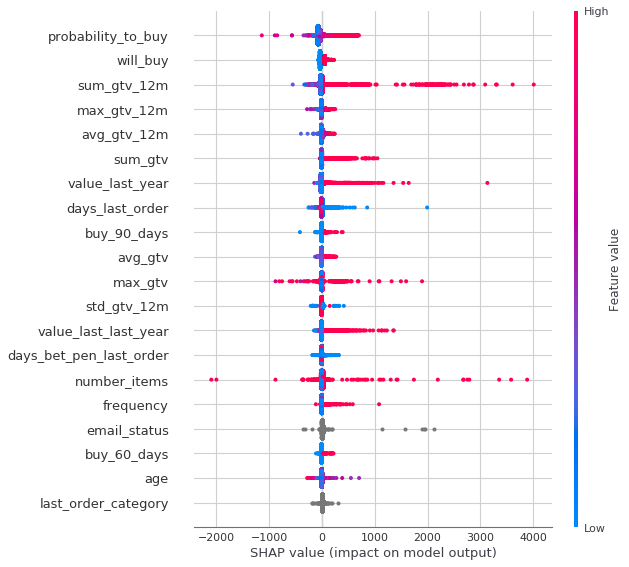 High
probability_to_buy
will_buy
sum_gtv_12m
max_gtv_12m
avg_gtv_12m
sum_gtv
value_last_year
days_last_order
buy_90_days
avg_gtv
max_gtv
std_gtv_12m
value_last_last_year
days_bet_pen_last_order
number_items
frequency
email_status
buy_60_days
age
last_order_category
Feature value
Low
−2000 −1000 0 1000 2000 3000 4000
SHAP value (impact on model output)